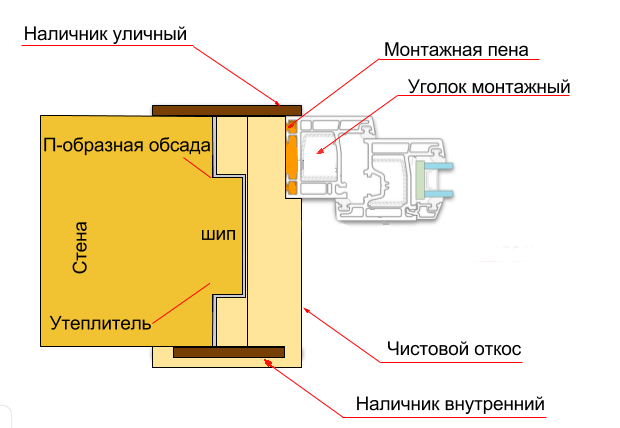 Наличник уличный
Монтажная пена
Уголок монтажный
П-образная обсада
шип
Стена
Утеплитель
Чистовой откос
Наличник внутренний